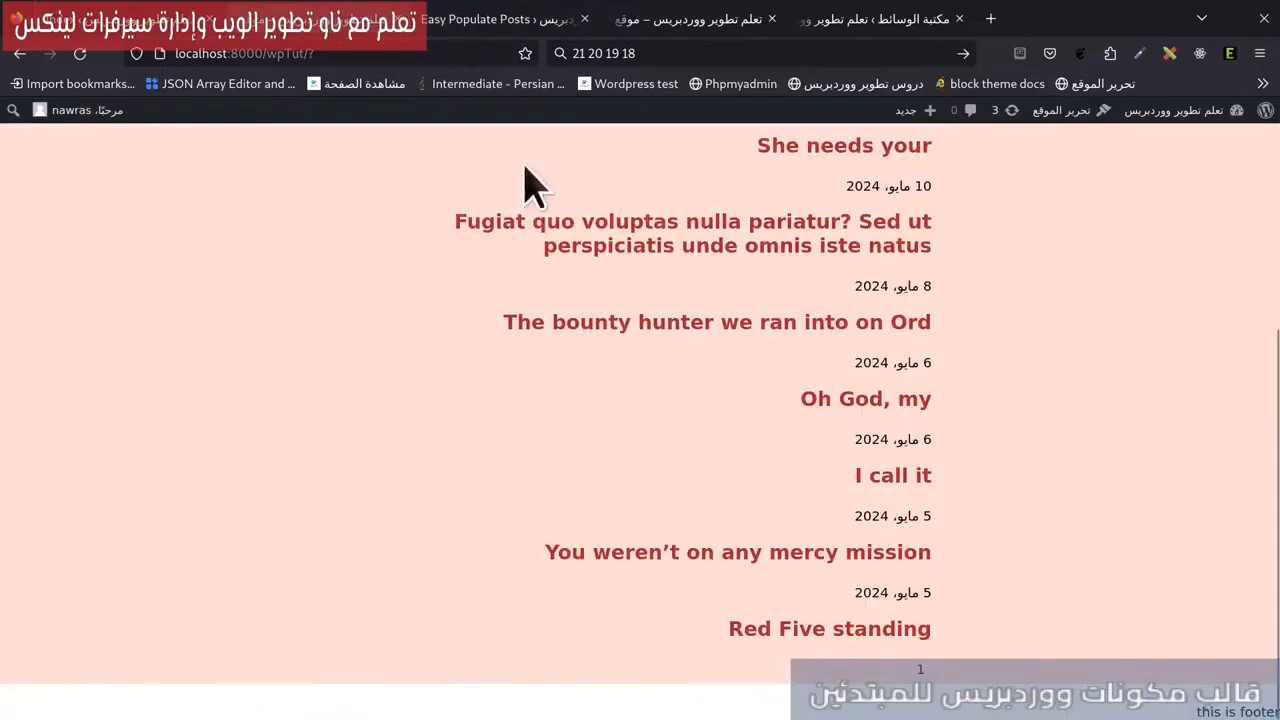 تعلم مع ناو تطوير الويب وإدارة سيرفرات لينكس
Easy Populate Posts ‹
تعلم تطوير ووردبريس – موقع
مكتبة الوسائط ‹ تعلم تطوير وو
localhost:8000/wpTut/?
21 20 19 18
Import bookmarks...
JSON Array Editor and ...
مشاهدة الصفحة
Intermediate - Persian ...
Wordpress test
Phpmyadmin
دروس تطوير ووردبريس
block theme docs
تحرير الموقع
مرحبًا، nawras
جديد
0
3
تحرير الموقع
تعلم تطوير ووردبريس
She needs your
10 مايو، 2024
Fugiat quo voluptas nulla pariatur? Sed ut
perspiciatis unde omnis iste natus
8 مايو، 2024
The bounty hunter we ran into on Ord
6 مايو، 2024
Oh God, my
6 مايو، 2024
I call it
5 مايو، 2024
You weren’t on any mercy mission
5 مايو، 2024
Red Five standing
1
قالب مكونات ووردبريس للمبتدئين
this is footer